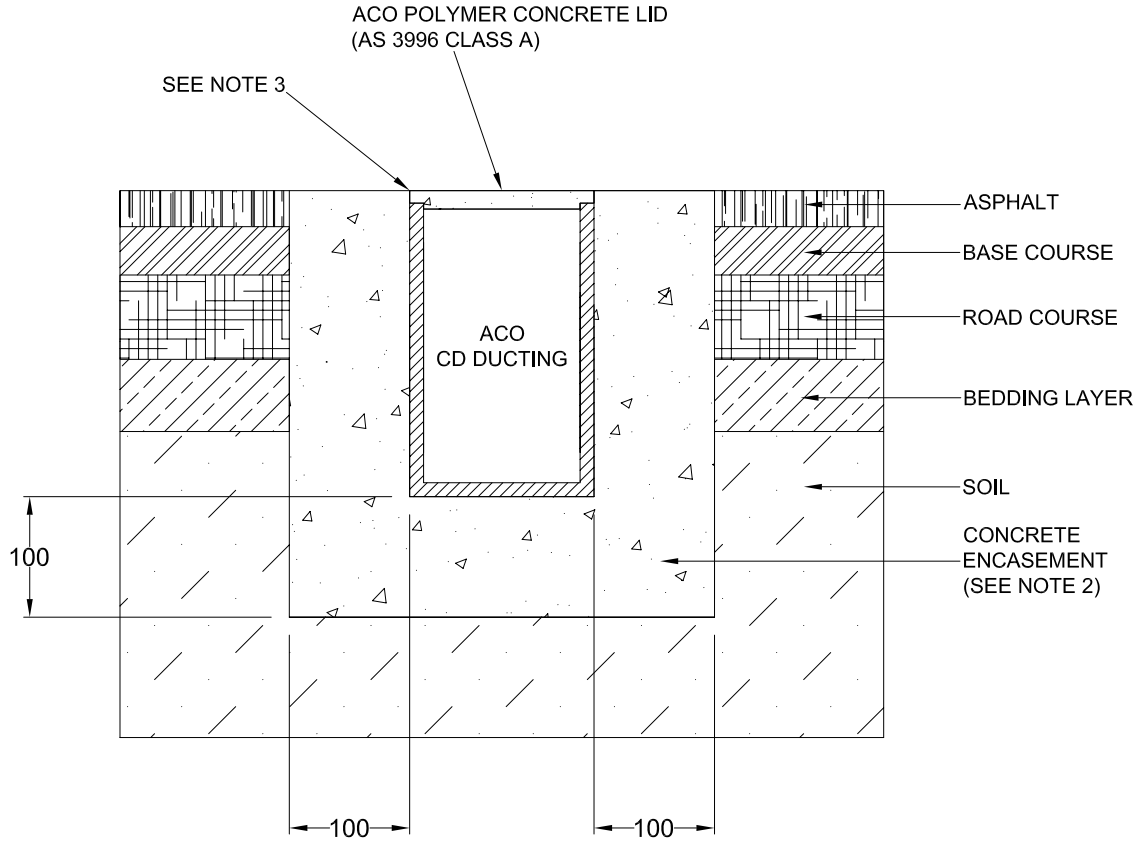 ACO POLYMER CONCRETE LID
(AS 3996 CLASS A)
SEE NOTE 3
ASPHALT
BASE COURSE
ROAD COURSE
ACO
CD DUCTING
BEDDING LAYER
SOIL
CONCRETE
ENCASEMENT
(SEE NOTE 2)
100
100
100